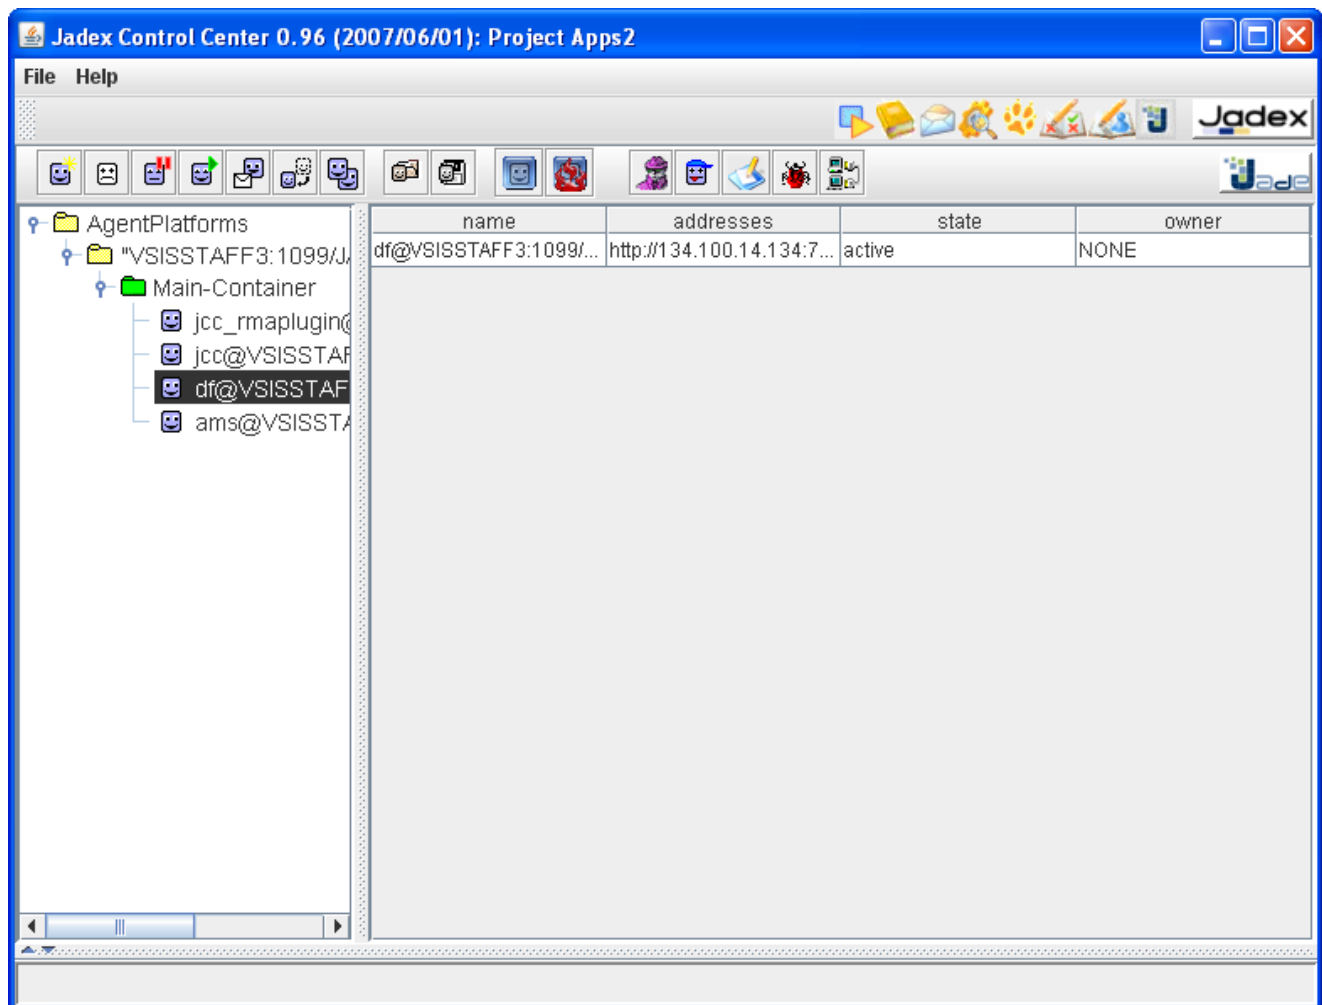 Jadex Control Center 0.96 (2007/06/01): Project Apps2
File Help
Jadex
Jade
AgentPlatforms
"VSISSTAFF3:1099/J
Main-Container
jcc_rmaplugin@
jcc@VSISSTAF
df@VSISSTAF
ams@VSISSTA
name addresses state owner
df@VSISSTAFF3:1099/... http://134.100.14.134:7... active NONE